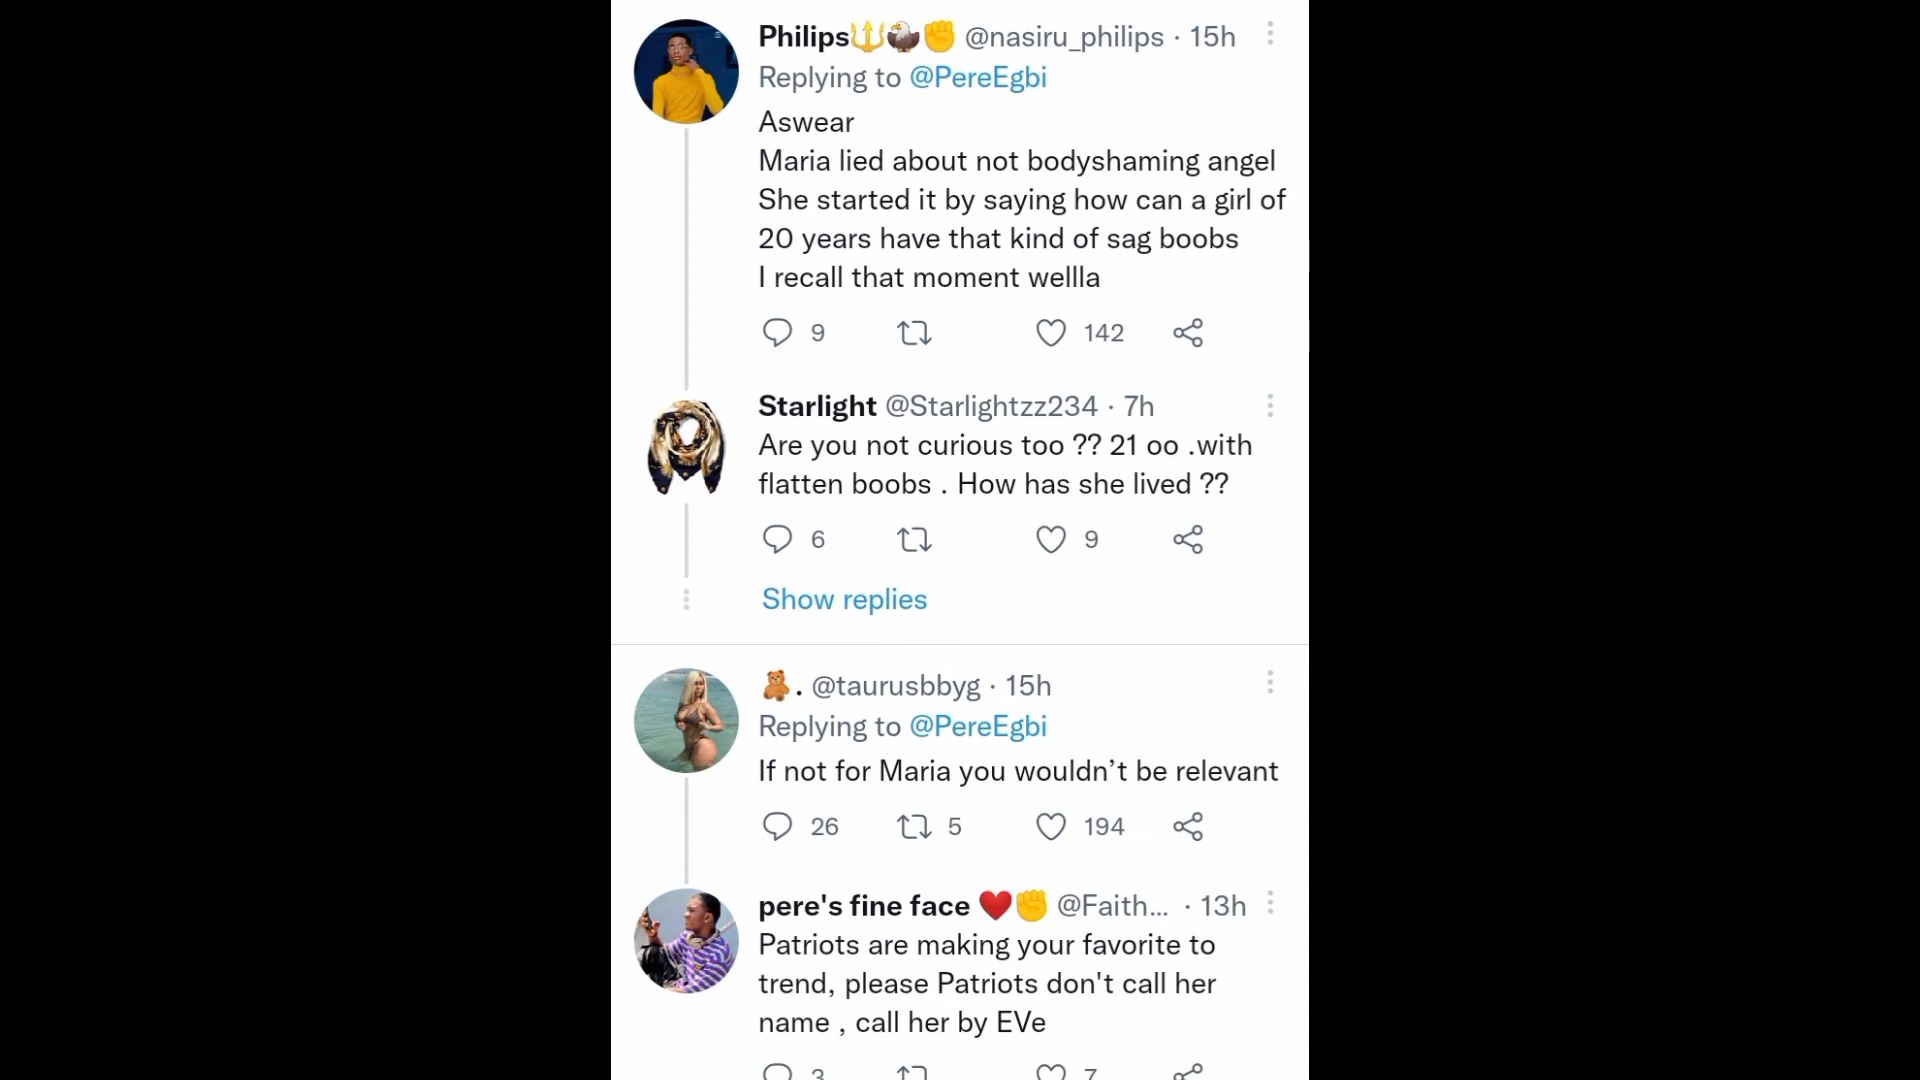 Philips🔱🦅✊ @nasiru_philips · 15h
Replying to @PereEgbi
Aswear
Maria lied about not bodyshaming angel
She started it by saying how can a girl of
20 years have that kind of sag boobs
I recall that moment wellla
9 142
Starlight @Starlightzz234 · 7h
Are you not curious too ?? 21 oo .with
flatten boobs . How has she lived ??
6 9
Show replies
🧸. @taurusbbyg · 15h
Replying to @PereEgbi
If not for Maria you wouldn’t be relevant
26 5 194
pere's fine face ❤️✊ @Faith... · 13h
Patriots are making your favorite to
trend, please Patriots don't call her
name , call her by EVe
3 7